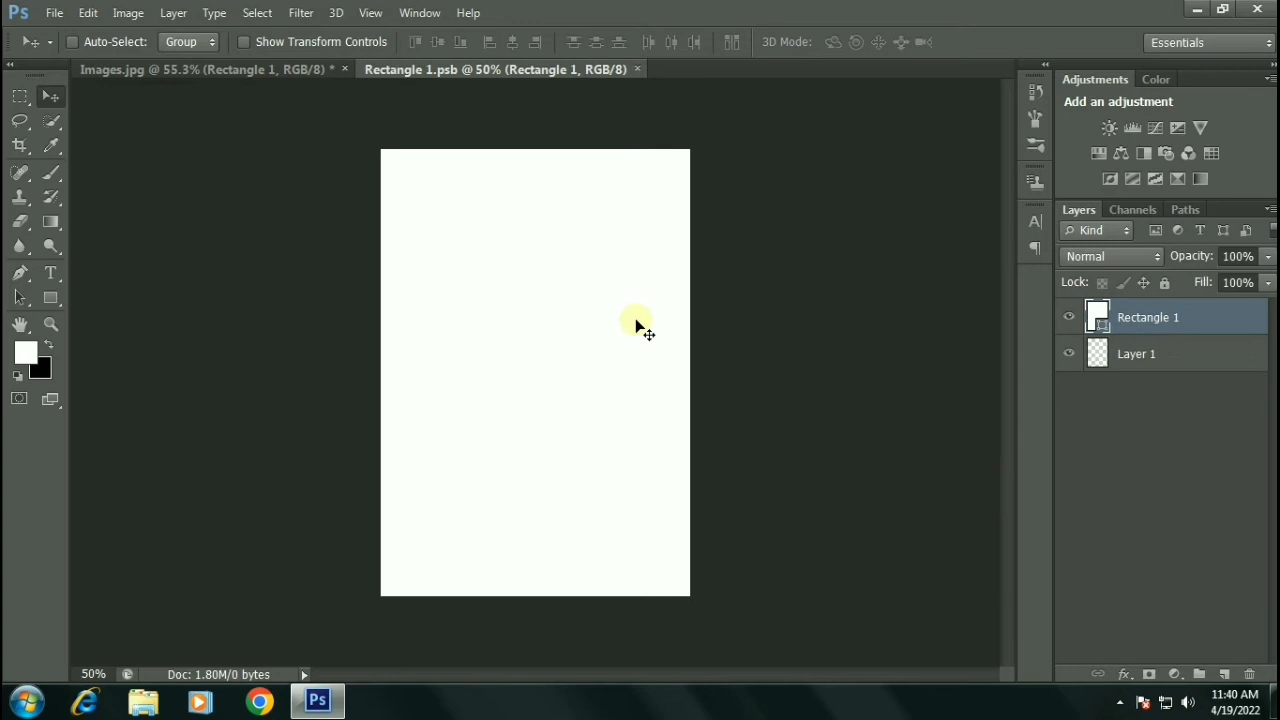 Ps File Edit Image Layer Type Select Filter 3D View Window Help
Auto-Select: Group Show Transform Controls 3D Mode: Essentials
Images.jpg @ 55.3% (Rectangle 1, RGB/8) * × Rectangle 1.psb @ 50% (Rectangle 1, RGB/8) ×
Adjustments Color
Add an adjustment
Layers Channels Paths
Kind
Normal Opacity: 100%
Lock: Fill: 100%
Rectangle 1
Layer 1
50% Doc: 1.80M/0 bytes
Ps
11:40 AM
4/19/2022